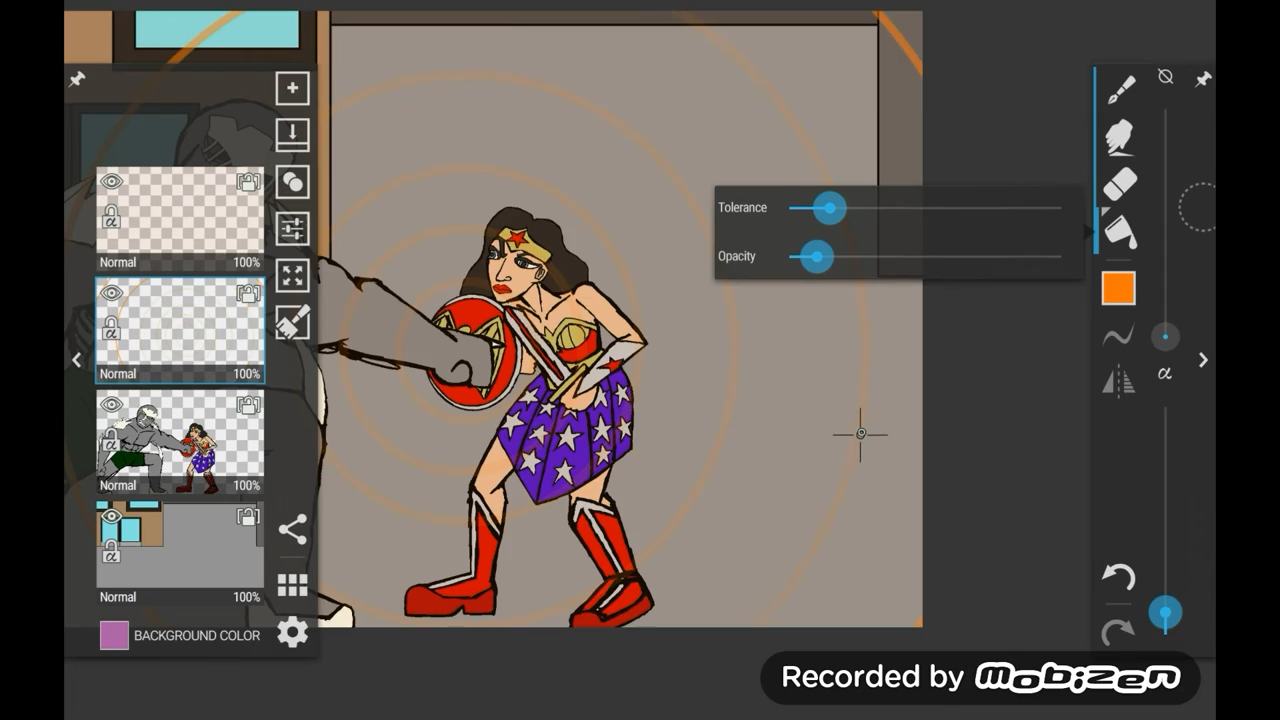 Normal 100%
Normal 100%
Normal 100%
Normal 100%
BACKGROUND COLOR
Tolerance
Opacity
α
Recorded by mobizen